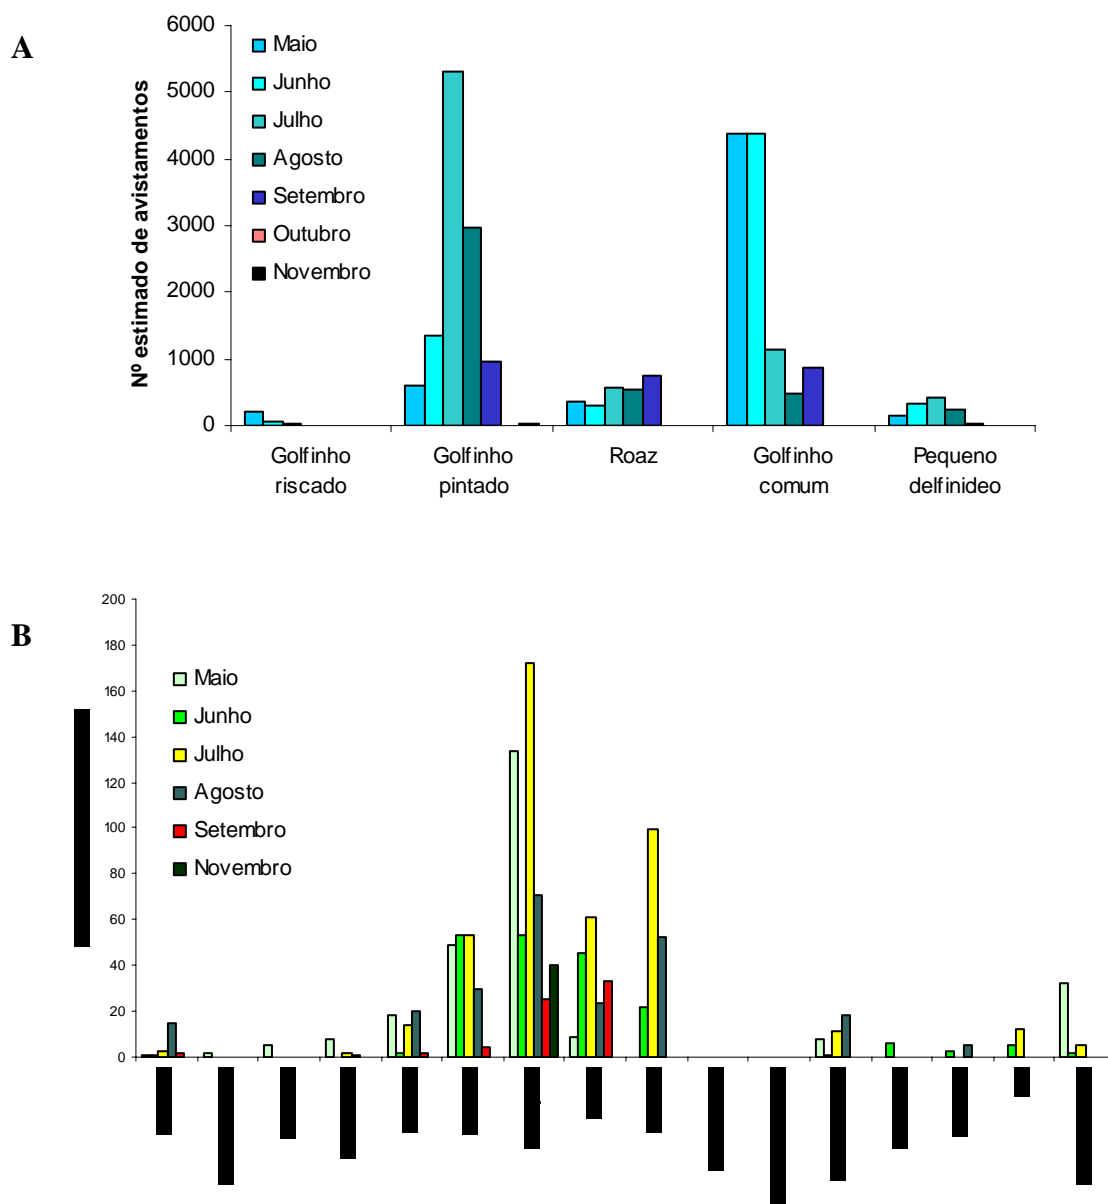 A
Nº estimado de avistamentos
6000
5000
4000
3000
2000
1000
0
Maio
Junho
Julho
Agosto
Setembro
Outubro
Novembro
Golfinho
riscado
Golfinho
pintado
Roaz
Golfinho
comum
Pequeno
delfinideo
B
200
180
160
140
120
100
80
60
40
20
0
Maio
Junho
Julho
Agosto
Setembro
Novembro